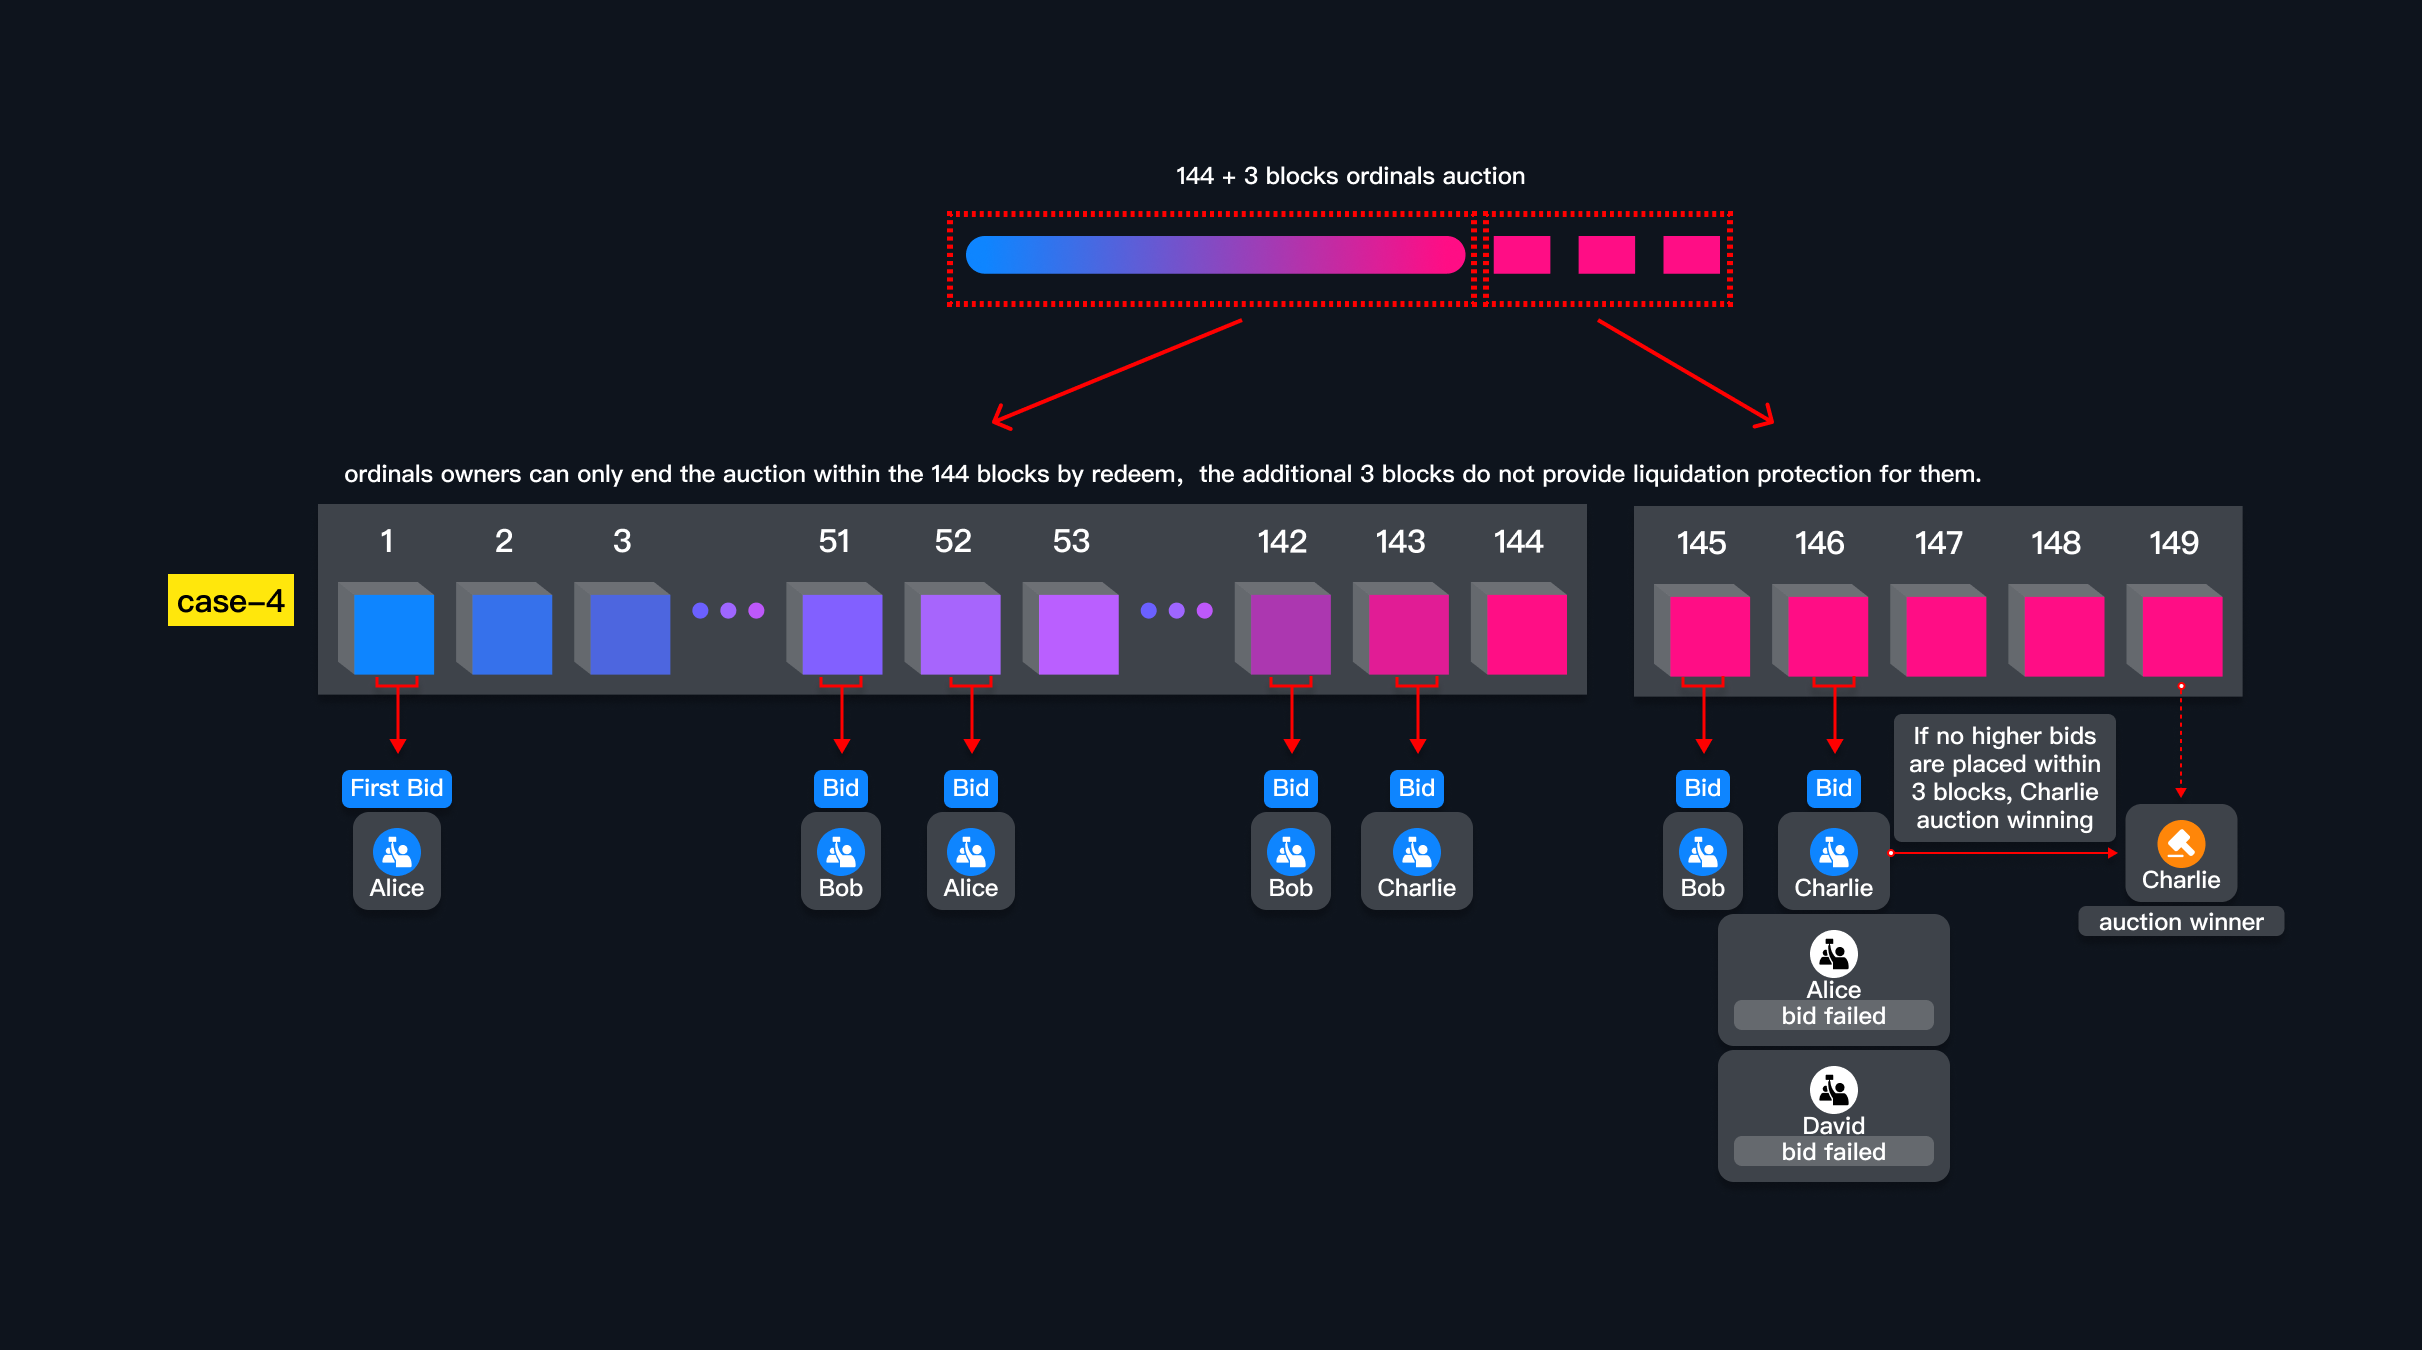 144 + 3 blocks ordinals auction
ordinals owners can only end the auction within the 144 blocks by redeem, the additional 3 blocks do not provide liquidation protection for them.
1 2 3 51 52 53 142 143 144
145 146 147 148 149
case-4
First Bid
Bid
Bid
Bid
Bid
Bid
Bid
If no higher bids
are placed within
3 blocks, Charlie
auction winning
Alice
Bob
Alice
Bob
Charlie
Bob
Charlie
Charlie
auction winner
Alice
bid failed
David
bid failed